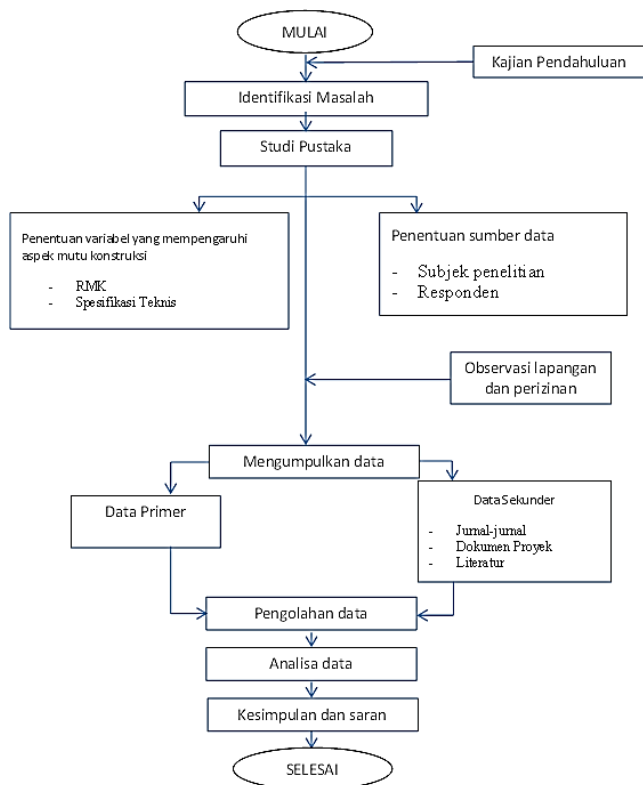 MULAI
Kajian Pendahuluan
Identifikasi Masalah
Studi Pustaka
Penentuan variabel yang mempengaruhi
aspek mutu konstruksi
- RMK
- Spesifikasi Teknis
Penentuan sumber data
- Subjek penelitian
- Responden
Observasi lapangan
dan perizinan
Mengumpulkan data
Data Primer
Data Sekunder
- Jurnal-jurnal
- Dokumen Proyek
- Literatur
Pengolahan data
Analisa data
Kesimpulan dan saran
SELESAI